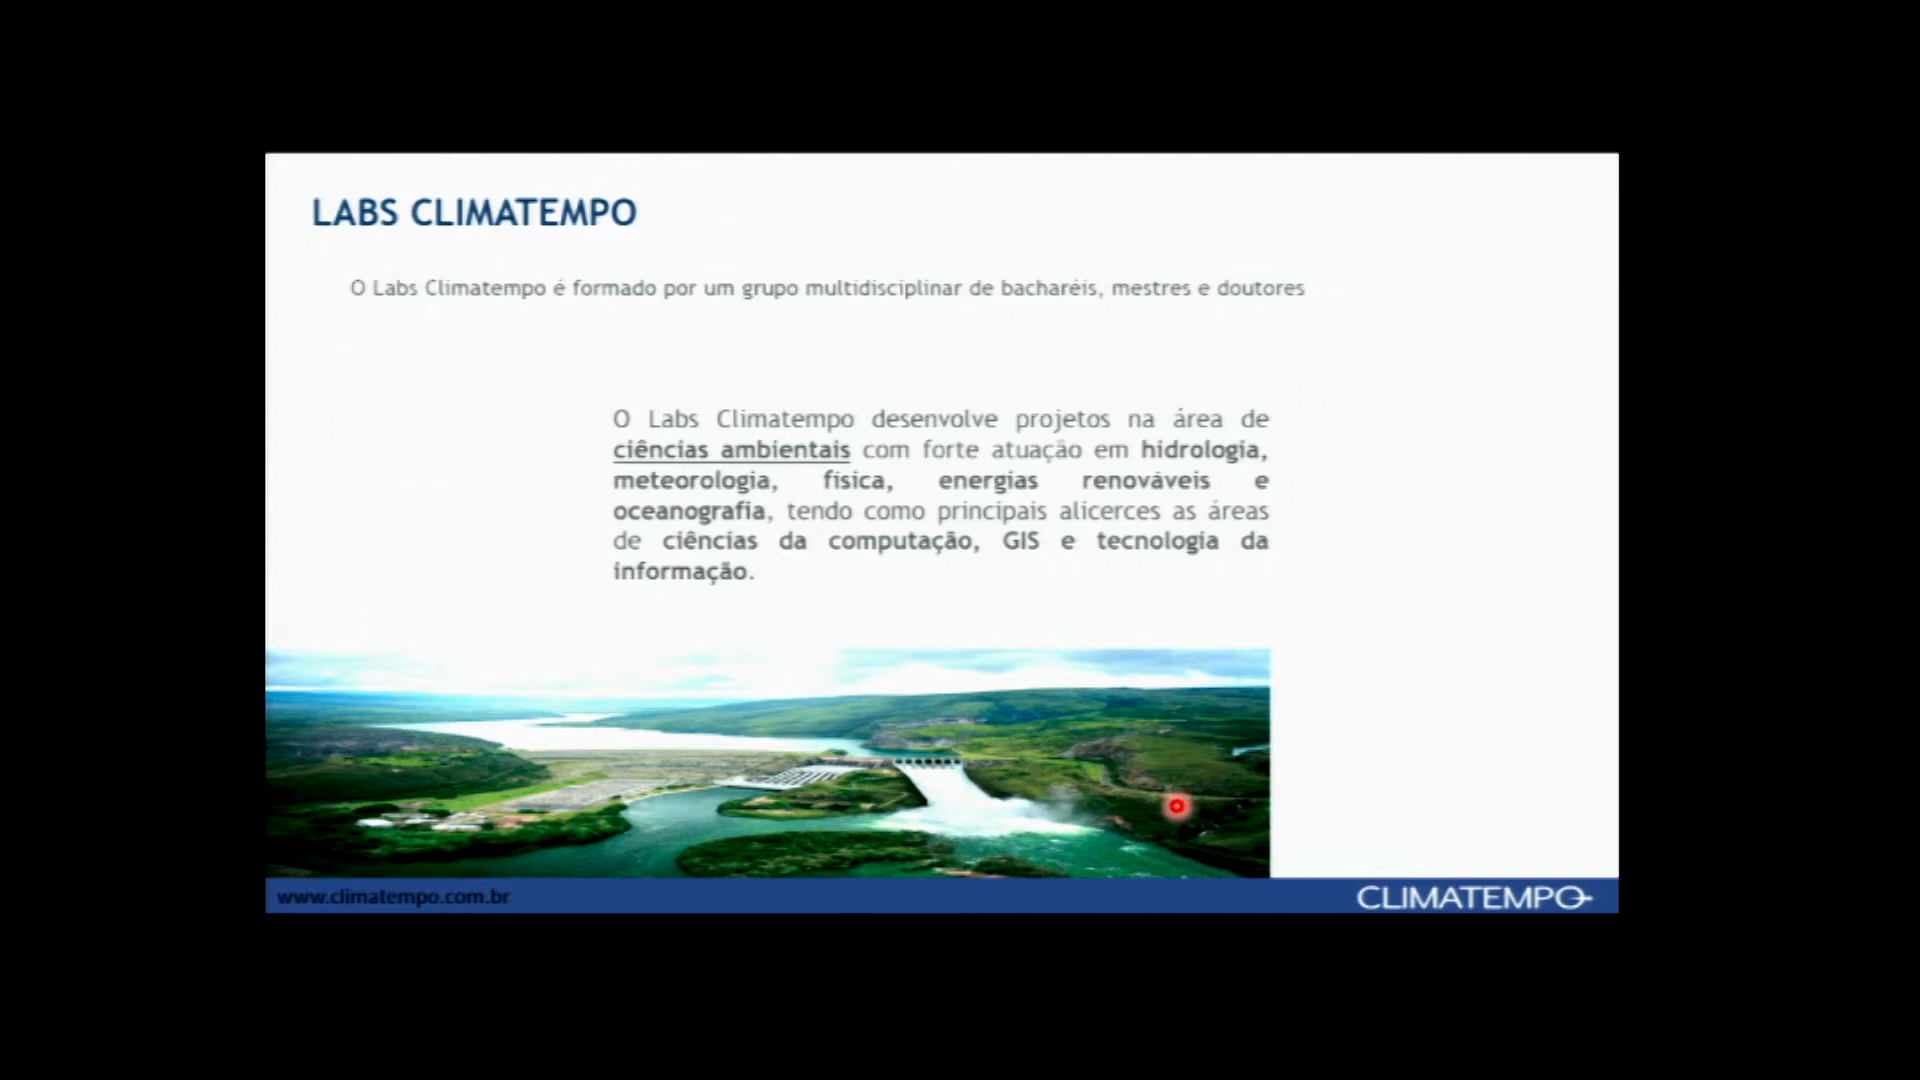 LABS CLIMATEMPO
O Labs Climatempo é formado por um grupo multidisciplinar de bacharéis, mestres e doutores
O Labs Climatempo desenvolve projetos na área de
ciências ambientais com forte atuação em hidrologia,
meteorologia, física, energias renováveis e
oceanografia, tendo como principais alicerces as áreas
de ciências da computação, GIS e tecnologia da
informação.
www.climatempo.com.br
CLIMATEMPO